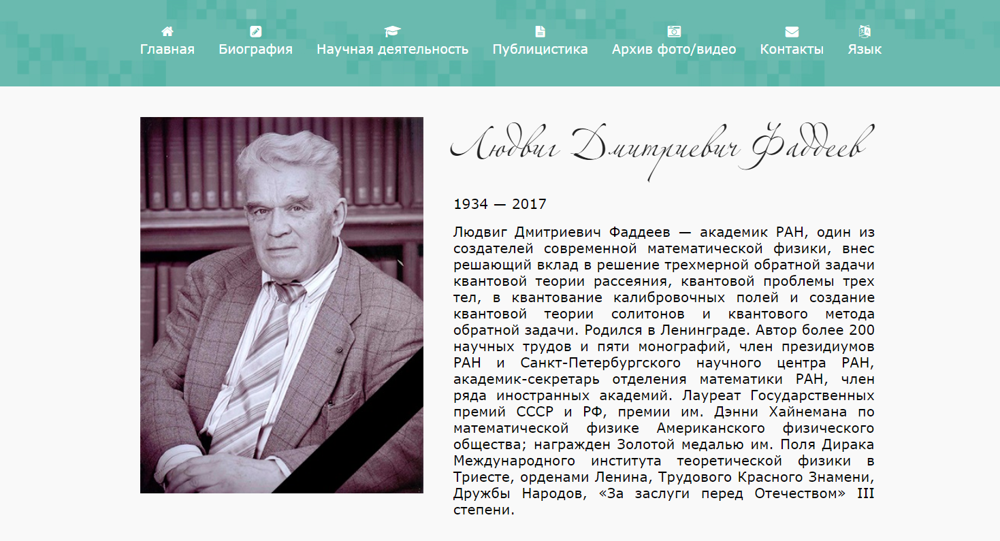 Главная Биография Научная деятельность Публицистика Архив фото/видео Контакты Язык
Людвиг Дмитриевич Фаддеев
1934 — 2017
Людвиг Дмитриевич Фаддеев — академик РАН, один из
создателей современной математической физики, внес
решающий вклад в решение трехмерной обратной задачи
квантовой теории рассеяния, квантовой проблемы трех
тел, в квантование калибровочных полей и создание
квантовой теории солитонов и квантового метода
обратной задачи. Родился в Ленинграде. Автор более 200
научных трудов и пяти монографий, член президиумов
РАН и Санкт-Петербургского научного центра РАН,
академик-секретарь отделения математики РАН, член
ряда иностранных академий. Лауреат Государственных
премий СССР и РФ, премии им. Дэнни Хайнемана по
математической физике Американского физического
общества; награжден Золотой медалью им. Поля Дирака
Международного института теоретической физики в
Триесте, орденами Ленина, Трудового Красного Знамени,
Дружбы Народов, «За заслуги перед Отечеством» III
степени.